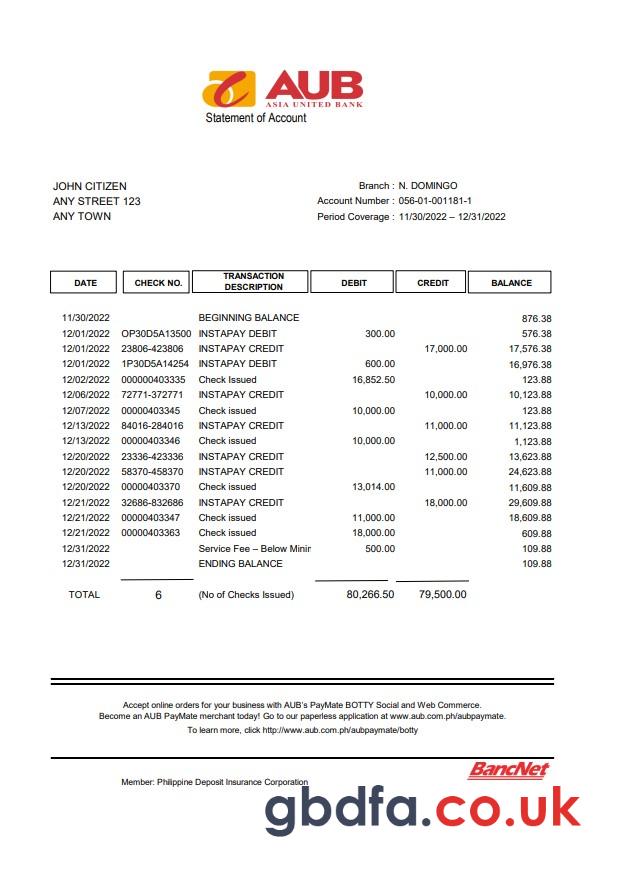 AUB
ASIA UNITED BANK
Statement of Account
JOHN CITIZEN
ANY STREET 123
ANY TOWN
Branch : N. DOMINGO
Account Number : 056-01-001181-1
Period Coverage : 11/30/2022 – 12/31/2022
DATE CHECK NO. TRANSACTION DESCRIPTION DEBIT CREDIT BALANCE
11/30/2022 BEGINNING BALANCE 876.38
12/01/2022 OP30D5A13500 INSTAPAY DEBIT 300.00 576.38
12/01/2022 23806-423806 INSTAPAY CREDIT 17,000.00 17,576.38
12/01/2022 1P30D5A14254 INSTAPAY DEBIT 600.00 16,976.38
12/02/2022 000000403335 Check Issued 16,852.50 123.88
12/06/2022 72771-372771 INSTAPAY CREDIT 10,000.00 10,123.88
12/07/2022 00000403345 Check issued 10,000.00 123.88
12/13/2022 84016-284016 INSTAPAY CREDIT 11,000.00 11,123.88
12/13/2022 00000403346 Check issued 10,000.00 1,123.88
12/20/2022 23336-423336 INSTAPAY CREDIT 12,500.00 13,623.88
12/20/2022 58370-458370 INSTAPAY CREDIT 11,000.00 24,623.88
12/20/2022 00000403370 Check issued 13,014.00 11,609.88
12/21/2022 32686-832686 INSTAPAY CREDIT 18,000.00 29,609.88
12/21/2022 00000403347 Check issued 11,000.00 18,609.88
12/21/2022 00000403363 Check issued 18,000.00 609.88
12/31/2022 Service Fee – Below Minin 500.00 109.88
12/31/2022 ENDING BALANCE 109.88
TOTAL 6 (No of Checks Issued) 80,266.50 79,500.00
Accept online orders for your business with AUB's PayMate BOTTY Social and Web Commerce.
Become an AUB PayMate merchant today! Go to our paperless application at www.aub.com.ph/aubpaymate.
To learn more, click http://www.aub.com.ph/aubpaymate/botty
BancNet
Member: Philippine Deposit Insurance Corporation
gbdfa.co.uk